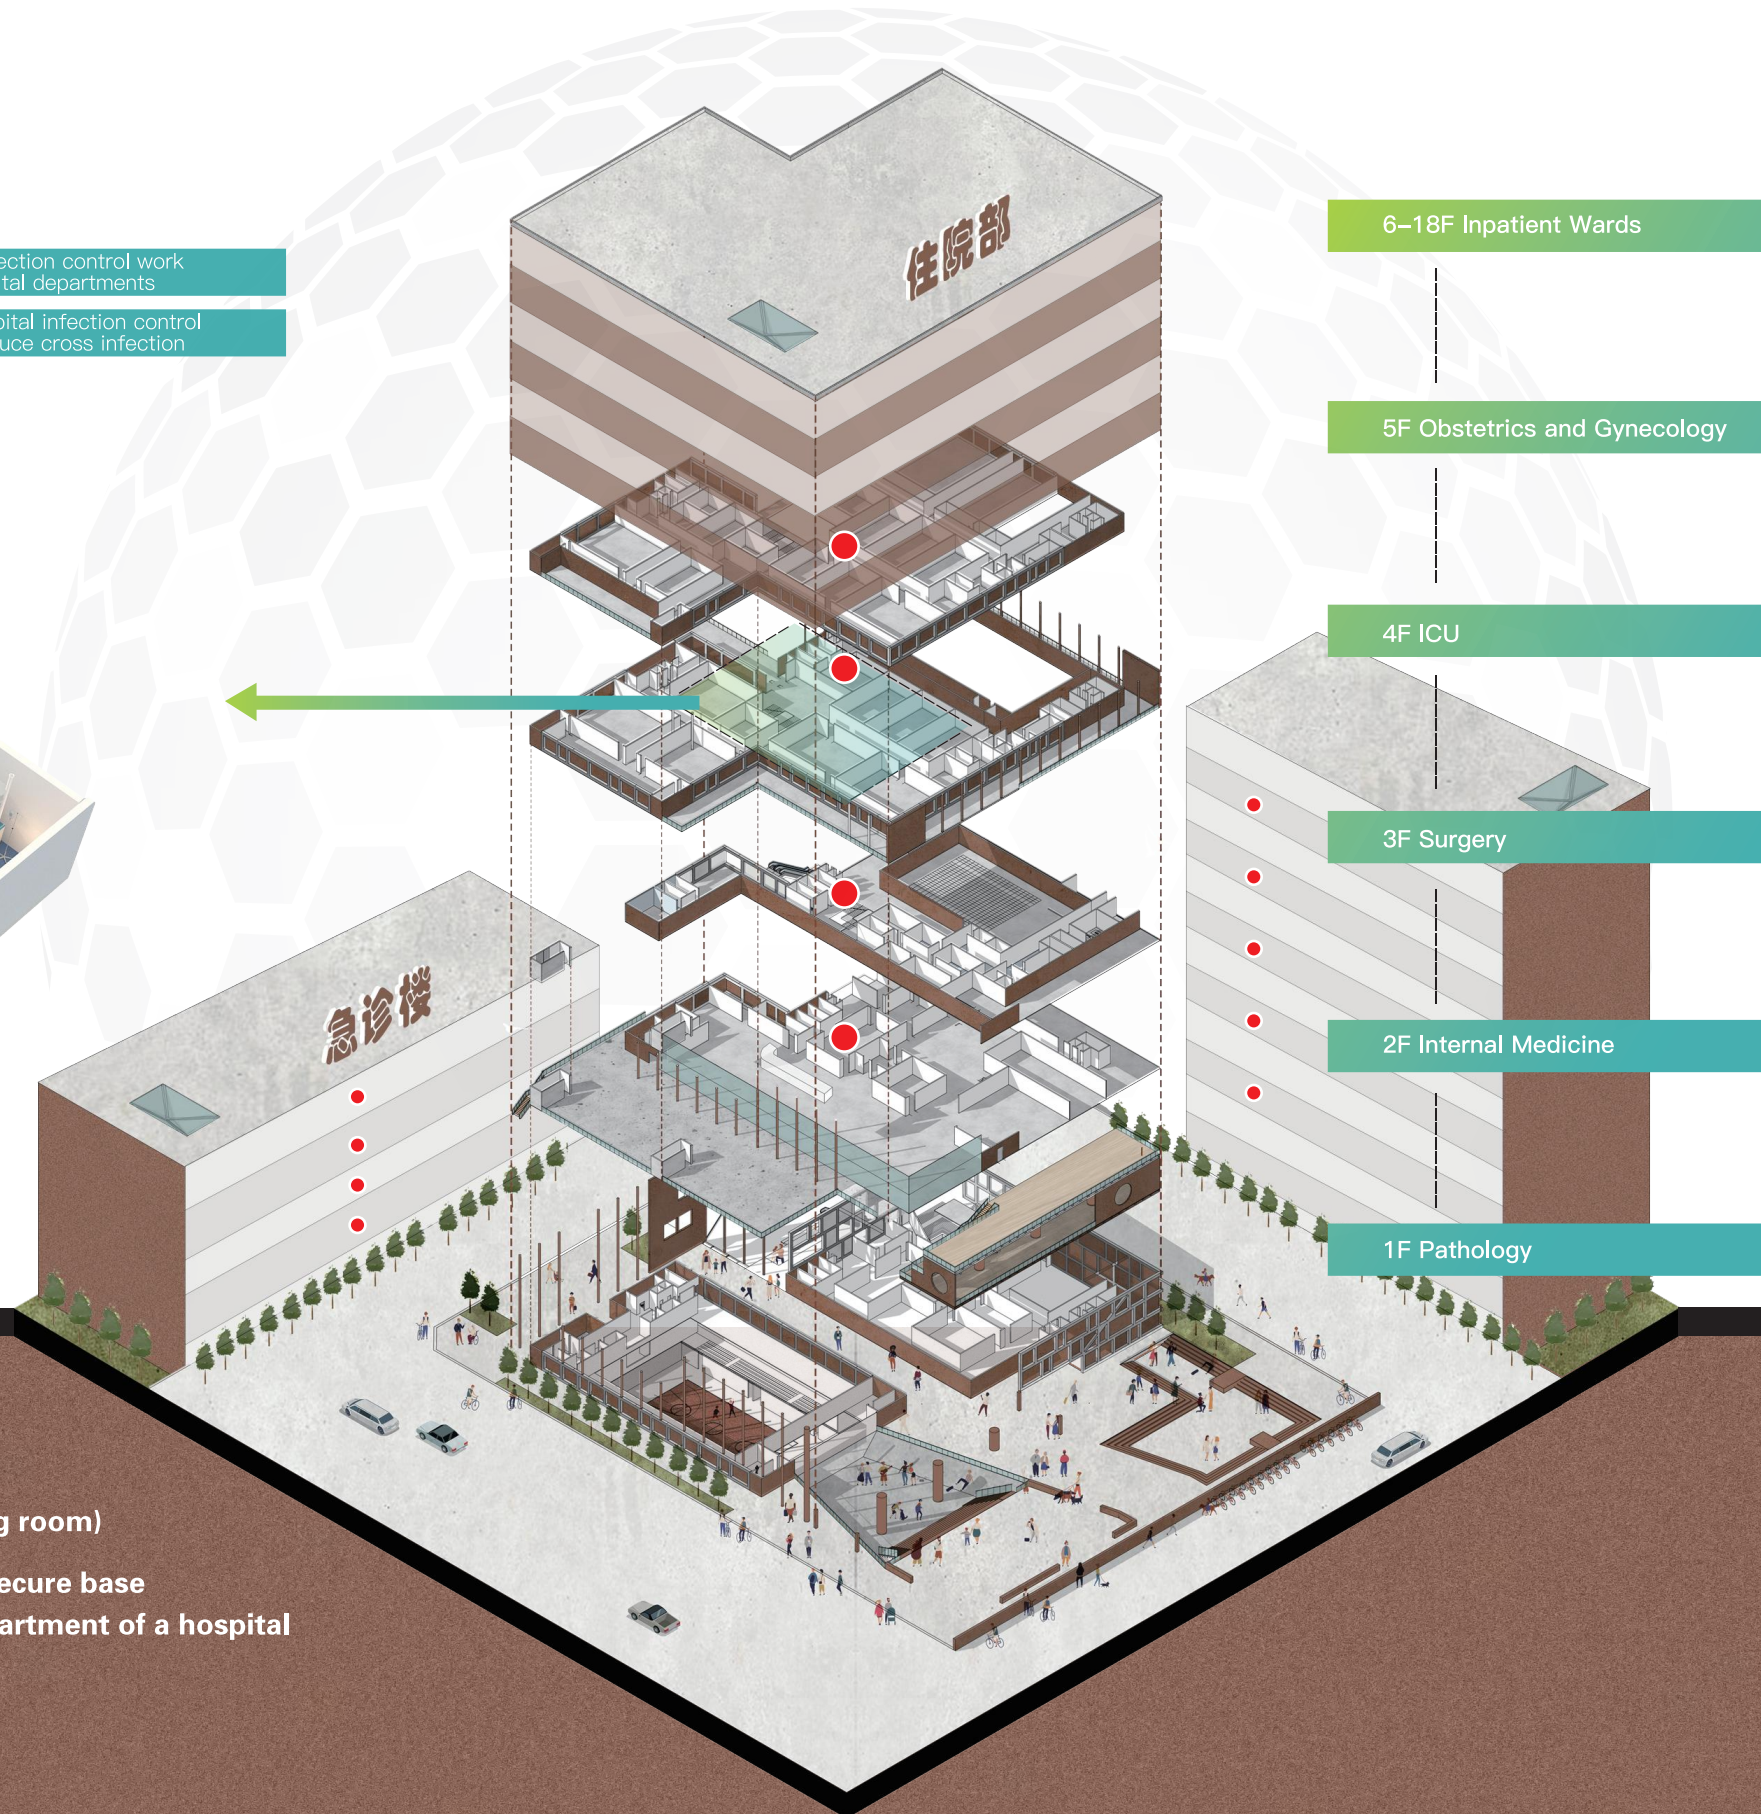 住院部
6–18F Inpatient Wards
ection control work
tal departments
pital infection control
uce cross infection
5F Obstetrics and Gynecology
4F ICU
3F Surgery
急诊楼
2F Internal Medicine
1F Pathology
g room)
ecure base
artment of a hospital